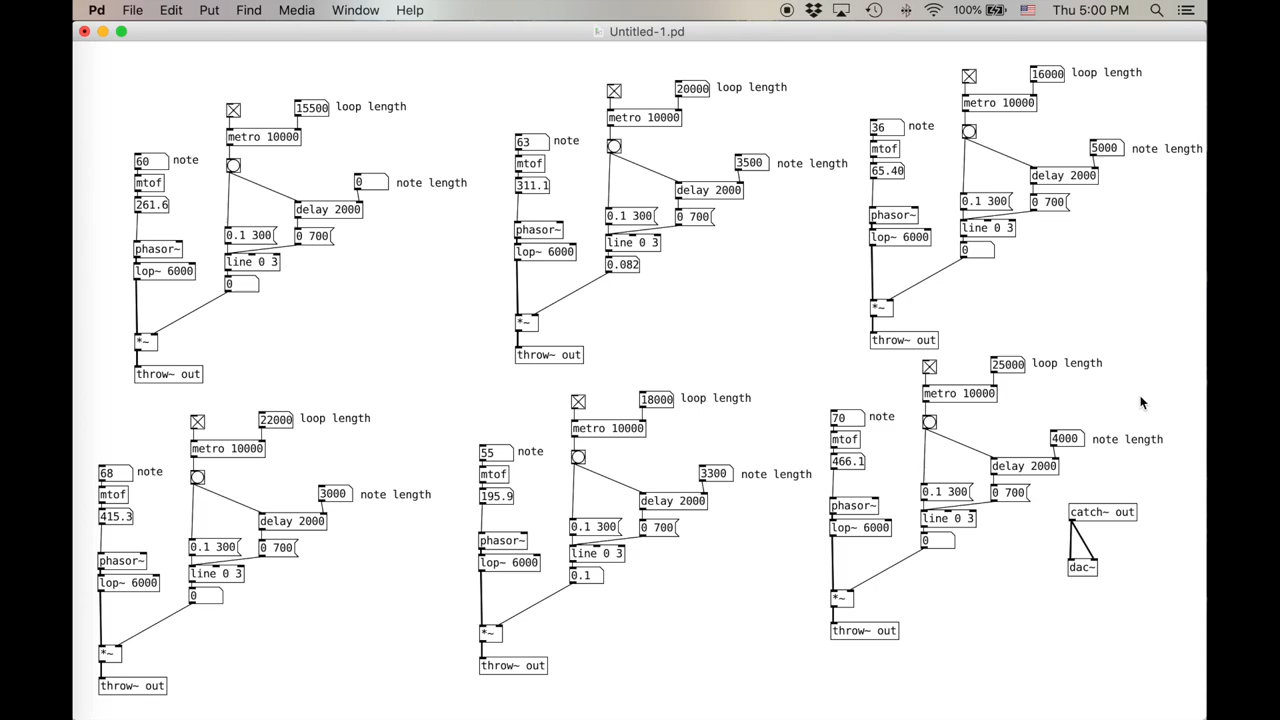 Pd File Edit Put Find Media Window Help 100% Thu 5:00 PM
Untitled-1.pd
15500 loop length
metro 10000
60 note
mtof
261.6
0 note length
delay 2000
0.1 300
0 700
phasor~
line 0 3
lop~ 6000
0
*~
throw~ out
20000 loop length
metro 10000
63 note
mtof
311.1
3500 note length
delay 2000
0.1 300
0 700
phasor~
line 0 3
lop~ 6000
0.082
*~
throw~ out
16000 loop length
metro 10000
36 note
mtof
65.40
5000 note length
delay 2000
0.1 300
0 700
phasor~
line 0 3
lop~ 6000
0
*~
throw~ out
22000 loop length
metro 10000
68 note
mtof
415.3
3000 note length
delay 2000
0.1 300
0 700
phasor~
line 0 3
lop~ 6000
0
*~
throw~ out
18000 loop length
metro 10000
55 note
mtof
195.9
3300 note length
delay 2000
0.1 300
0 700
phasor~
line 0 3
lop~ 6000
0.1
*~
throw~ out
25000 loop length
metro 10000
70 note
mtof
466.1
4000 note length
delay 2000
0.1 300
0 700
phasor~
line 0 3
lop~ 6000
0
*~
throw~ out
catch~ out
dac~